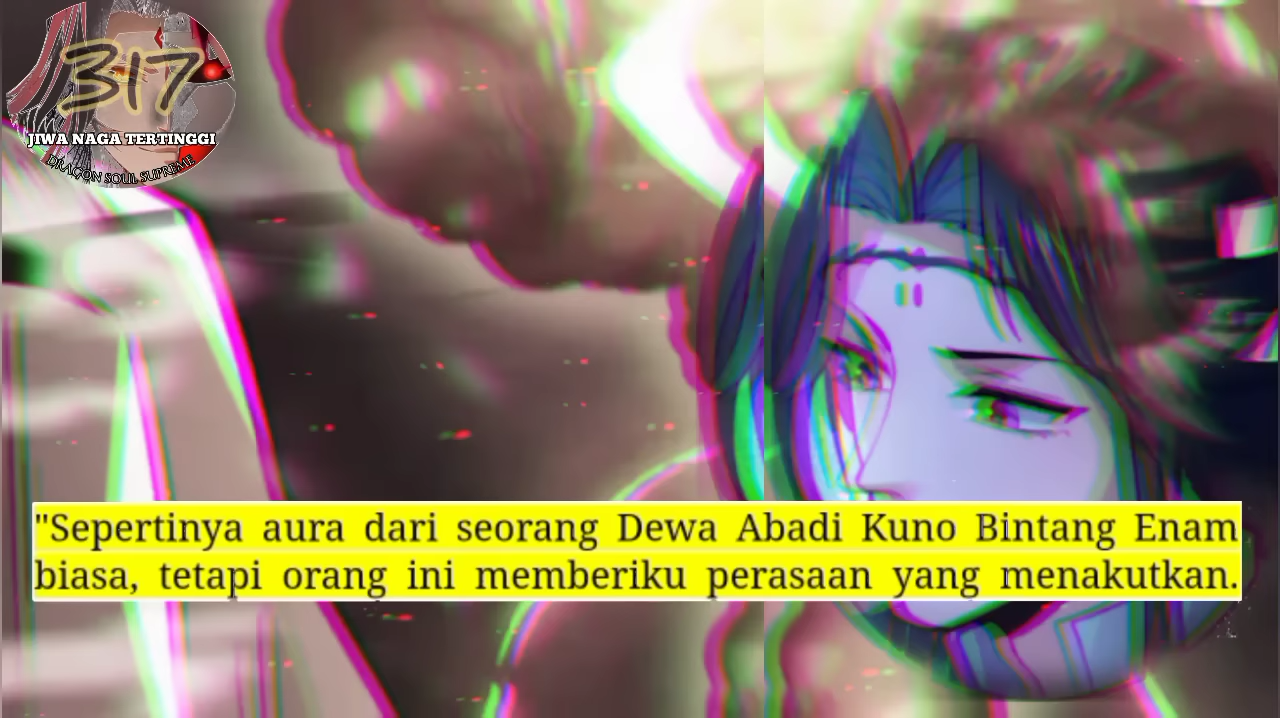 317
JIWA NAGA TERTINGGI
DRAGON SOUL SUPREME
"Sepertinya aura dari seorang Dewa Abadi Kuno Bintang Enam
biasa, tetapi orang ini memberiku perasaan yang menakutkan.